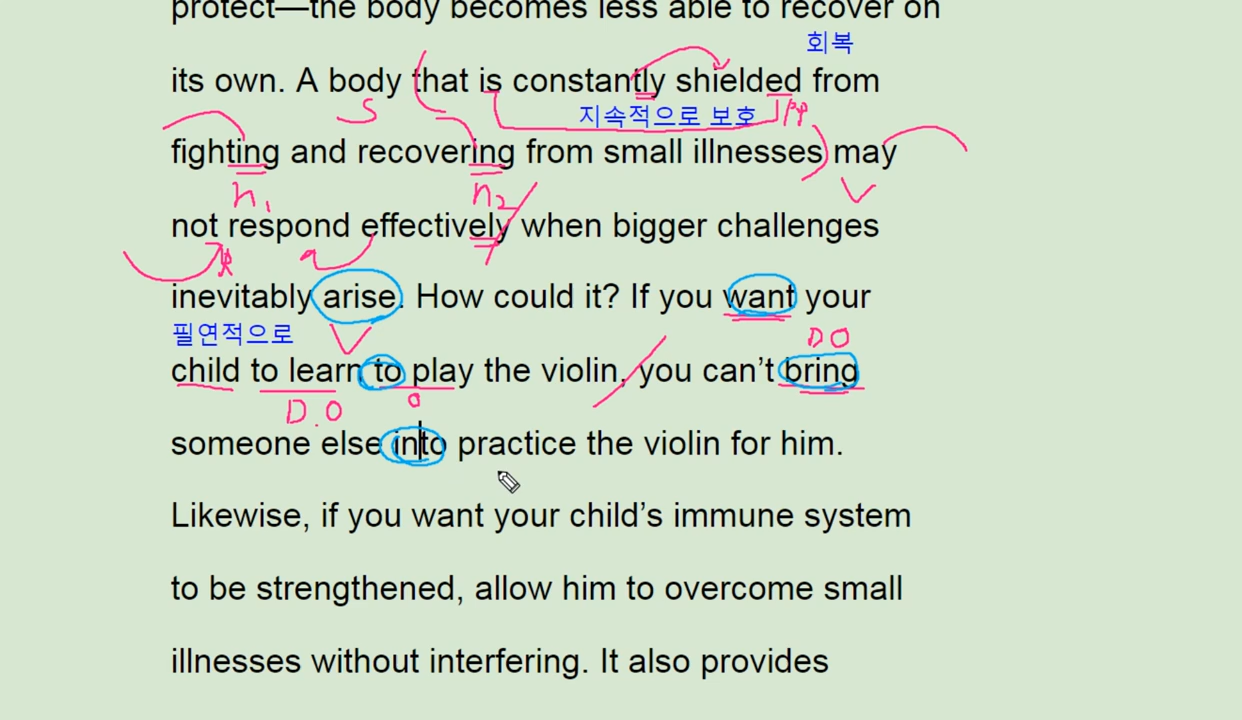 protect—the body becomes less able to recover on
회복
its own. A body that is constantly shielded from
지속적으로 보호
S
PP
fighting and recovering from small illnesses may
n1
n2
V
not respond effectively when bigger challenges
R
inevitably arise. How could it? If you want your
필연적으로
V
DO
child to learn to play the violin, you can't bring
D.O
o
someone else into practice the violin for him.
Likewise, if you want your child's immune system
to be strengthened, allow him to overcome small
illnesses without interfering. It also provides